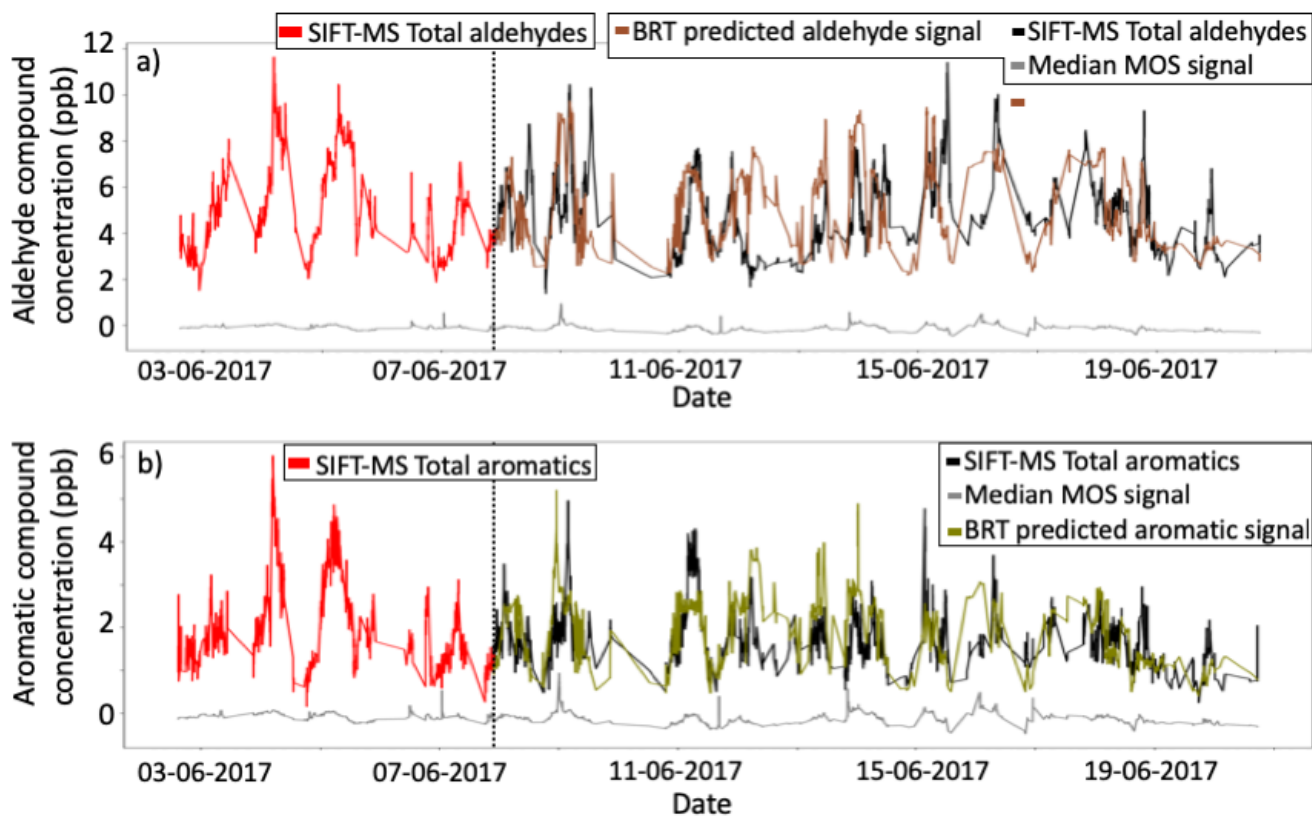 SIFT-MS Total aldehydes
BRT predicted aldehyde signal
SIFT-MS Total aldehydes
Median MOS signal
a)
Aldehyde compound
concentration (ppb)
12
10
8
6
4
2
0
03-06-2017
07-06-2017
11-06-2017
15-06-2017
19-06-2017
Date
b)
SIFT-MS Total aromatics
SIFT-MS Total aromatics
Median MOS signal
BRT predicted aromatic signal
Aromatic compound
concentration (ppb)
6
4
2
0
03-06-2017
07-06-2017
11-06-2017
15-06-2017
19-06-2017
Date